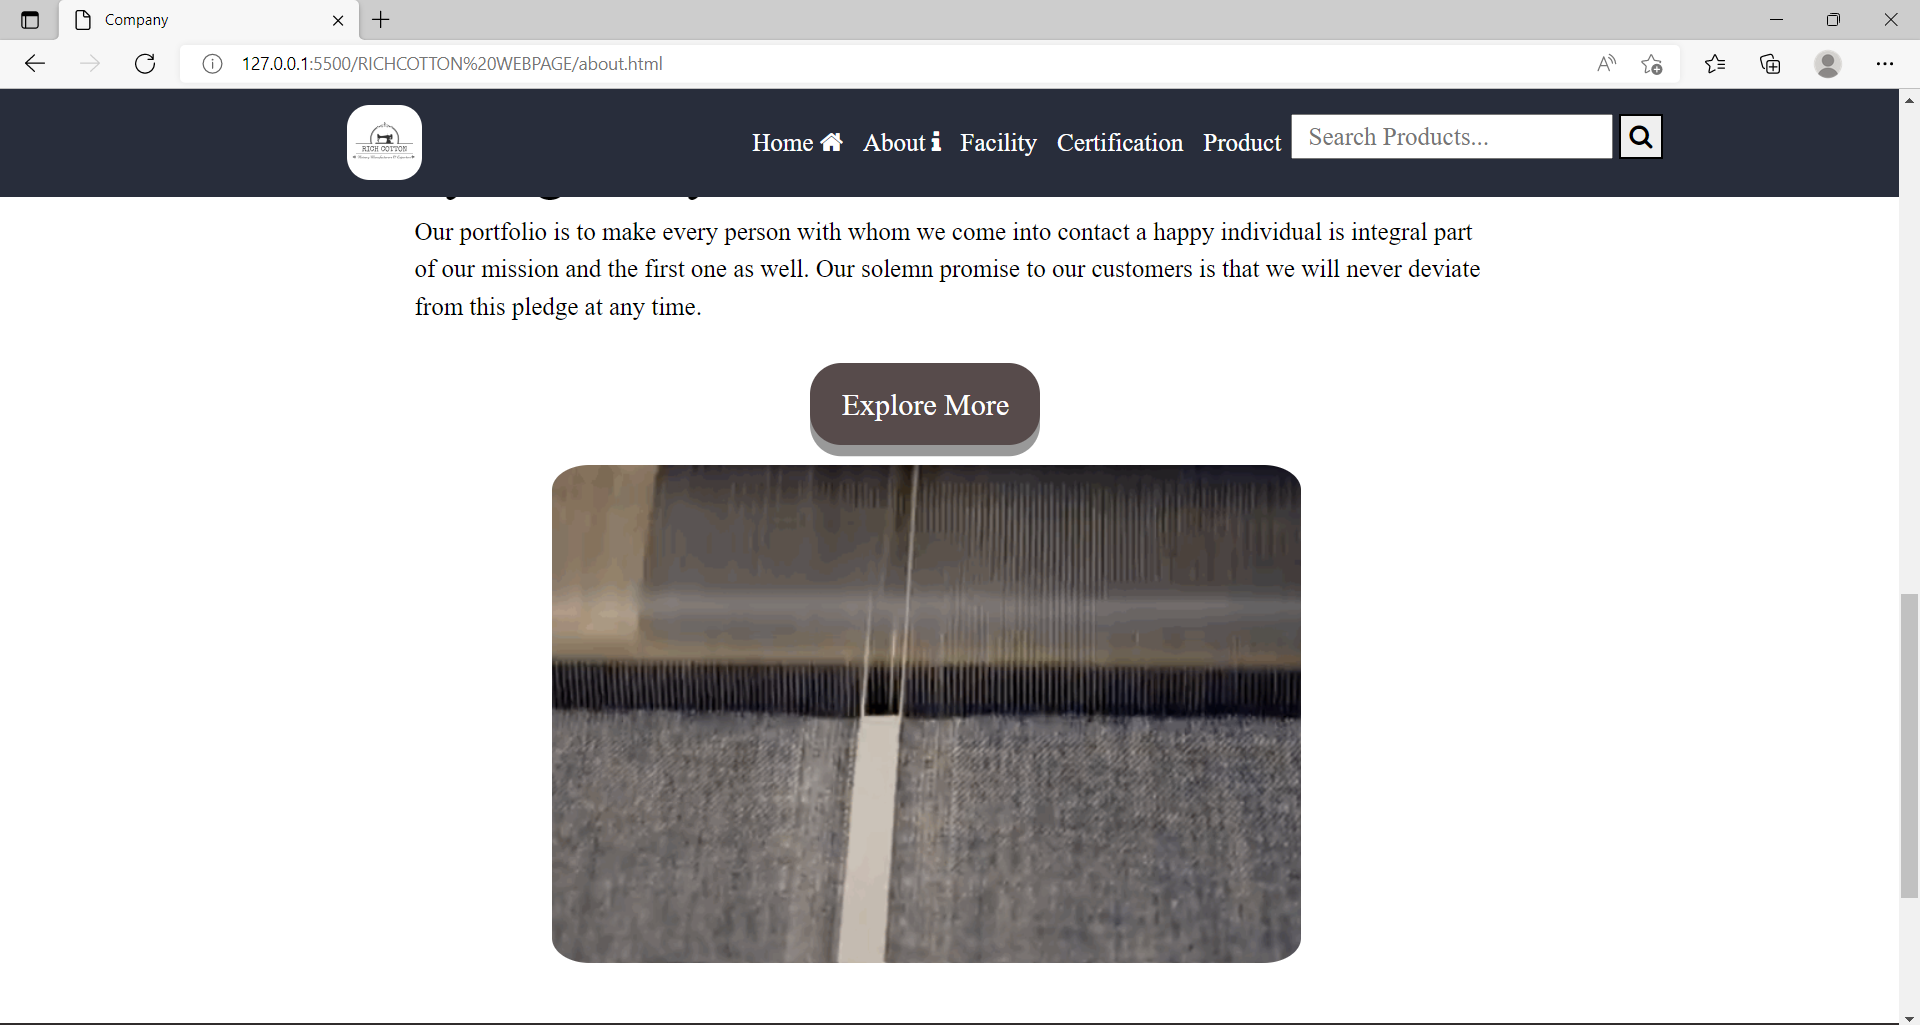 Company
127.0.0.1:5500/RICHCOTTON%20WEBPAGE/about.html
RICH COTTON
Home About Facility Certification Product Search Products...
Our portfolio is to make every person with whom we come into contact a happy individual is integral part
of our mission and the first one as well. Our solemn promise to our customers is that we will never deviate
from this pledge at any time.
Explore More